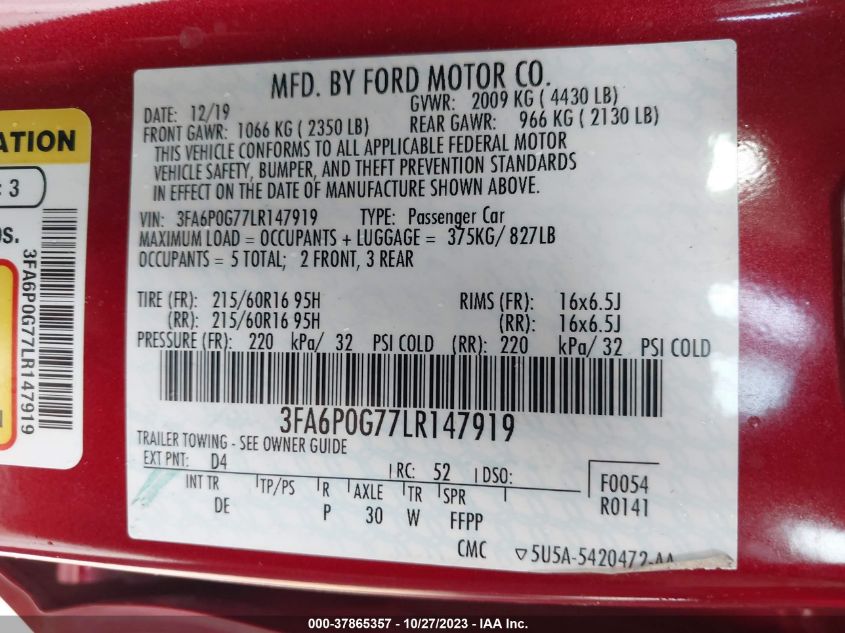 MFD. BY FORD MOTOR CO.
DATE: 12/19 GVWR: 2009 KG ( 4430 LB)
FRONT GAWR: 1066 KG ( 2350 LB) REAR GAWR: 966 KG ( 2130 LB)
THIS VEHICLE CONFORMS TO ALL APPLICABLE FEDERAL MOTOR
VEHICLE SAFETY, BUMPER, AND THEFT PREVENTION STANDARDS
IN EFFECT ON THE DATE OF MANUFACTURE SHOWN ABOVE.
VIN: 3FA6P0G77LR147919 TYPE: Passenger Car
MAXIMUM LOAD = OCCUPANTS + LUGGAGE = 375KG/ 827LB
OCCUPANTS = 5 TOTAL; 2 FRONT, 3 REAR
TIRE (FR): 215/60R16 95H RIMS (FR): 16x6.5J
(RR): 215/60R16 95H (RR): 16x6.5J
PRESSURE (FR): 220 kPa/ 32 PSI COLD (RR): 220 kPa/ 32 PSI COLD
3FA6P0G77LR147919
TRAILER TOWING - SEE OWNER GUIDE
EXT PNT: D4 RC: 52 DSO:
INT TR TP/PS R AXLE TR SPR F0054
DE P 30 W FFPP R0141
CMC ▽5U5A-5420472-AA
ATION
: 3
OS.
3FA6P0G77LR147919
000-37865357 | 10/27/2023 | IAA Inc.